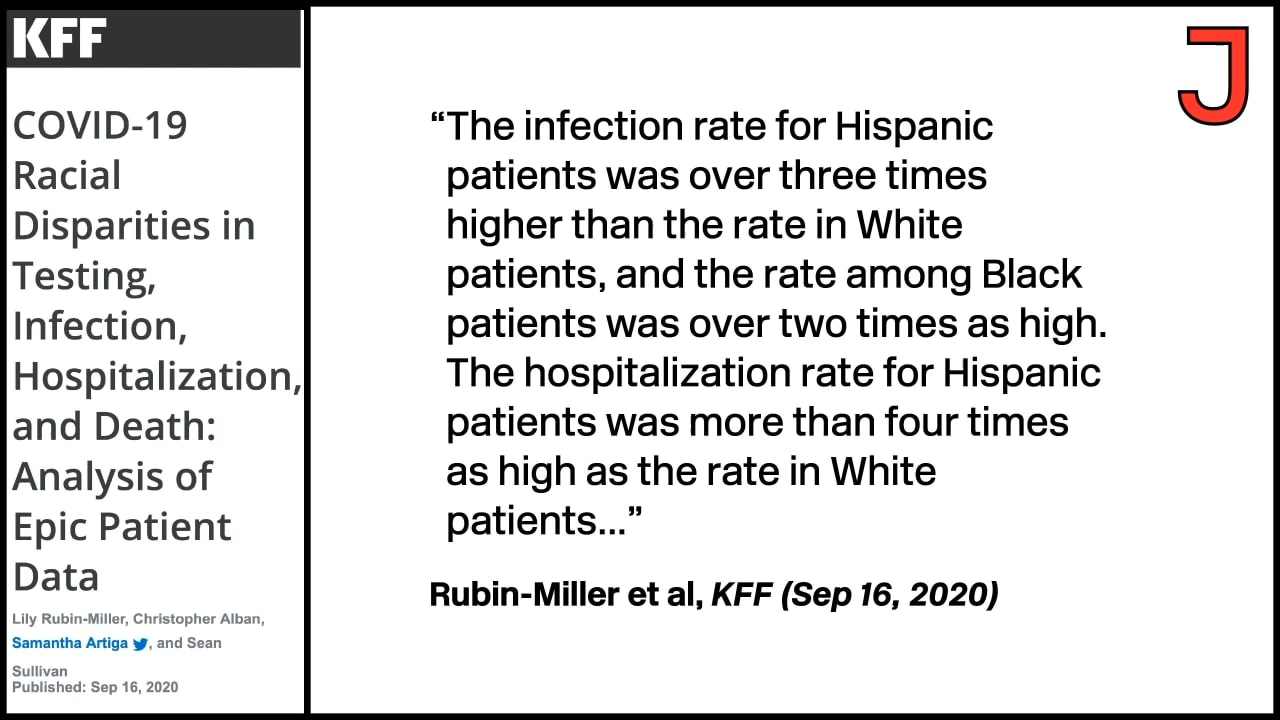 KFF
COVID-19
Racial
Disparities in
Testing,
Infection,
Hospitalization,
and Death:
Analysis of
Epic Patient
Data
Lily Rubin-Miller, Christopher Alban,
Samantha Artiga , and Sean
Sullivan
Published: Sep 16, 2020
J
“The infection rate for Hispanic
patients was over three times
higher than the rate in White
patients, and the rate among Black
patients was over two times as high.
The hospitalization rate for Hispanic
patients was more than four times
as high as the rate in White
patients...”
Rubin-Miller et al, KFF (Sep 16, 2020)